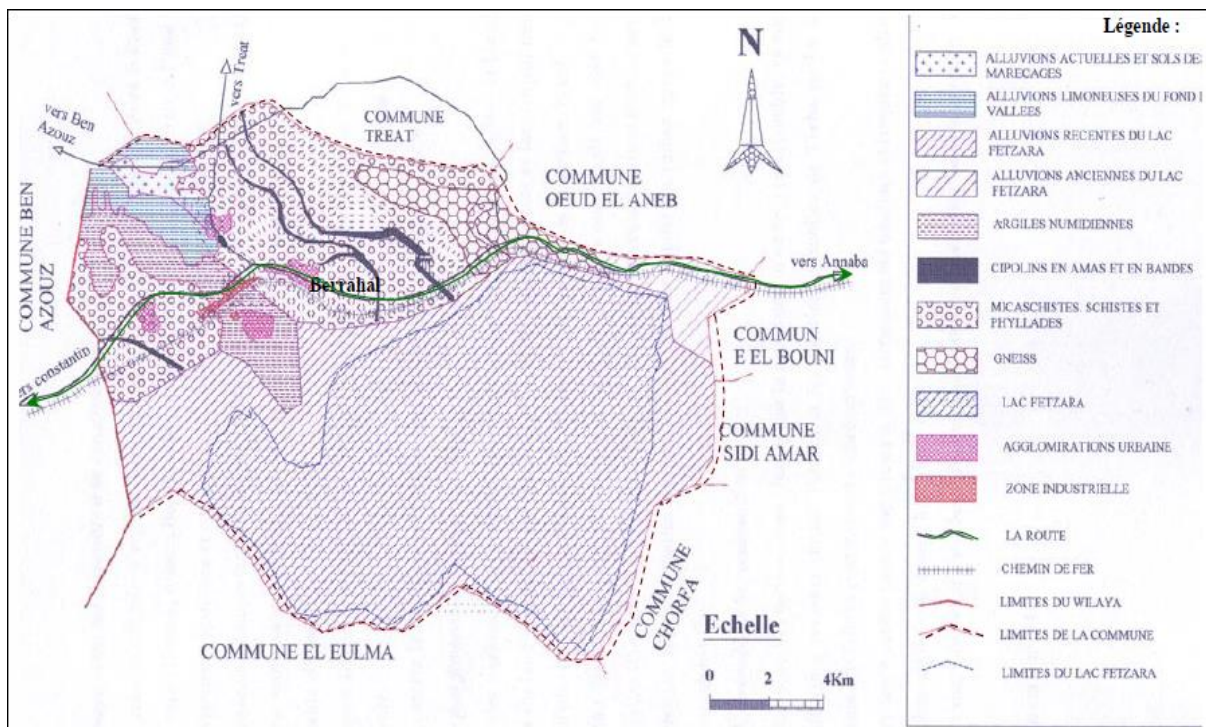 Légende :
N
vers Treat
vers Ben
Azouz
COMMUNE
TREAT
COMMUNE
OEUD EL ANEB
COMMUNE BEN
AZOUZ
vers Annaba
Berrahal
ers constantin
COMMUN
E EL BOUNI
COMMUNE
SIDI AMAR
COMMUNE
CHORFA
COMMUNE EL EULMA
Echelle
0 2 4Km
ALLUVIONS ACTUELLES ET SOLS DE
MARECAGES
ALLUVIONS LIMONEUSES DU FOND I
VALLEES
ALLUVIONS RECENTES DU LAC
FETZARA
ALLUVIONS ANCIENNES DU LAC
FETZARA
ARGILES NUMIDIENNES
CIPOLINS EN AMAS ET EN BANDES
MICASCHISTES, SCHISTES ET
PHYLLADES
GNEISS
LAC FETZARA
AGGLOMIRATIONS URBAINE
ZONE INDUSTRIELLE
LA ROUTE
CHEMIN DE FER
LIMITES DU WILAYA
LIMITES DE LA COMMUNE
LIMITES DU LAC FETZARA